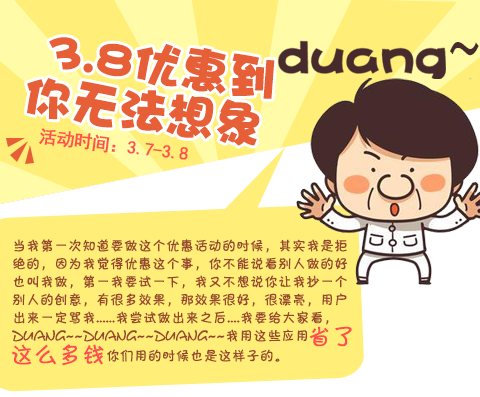 3.8优惠到
duang~
你无法想象
活动时间：3.7-3.8
当我第一次知道要做这个优惠活动的时候，其实我是拒
绝的，因为我觉得优惠这个事，你不能说看别人做的好
也叫我做，第一我要试一下，我又不想说你让我抄一个
别人的创意，有很多效果，那效果很好，很漂亮，用户
出来一定骂我......我尝试做出来之后....我要给大家看，
DUANG~~DUANG~~DUANG~~我用这些应用省了
这么多钱你们用的时候也是这样子的。